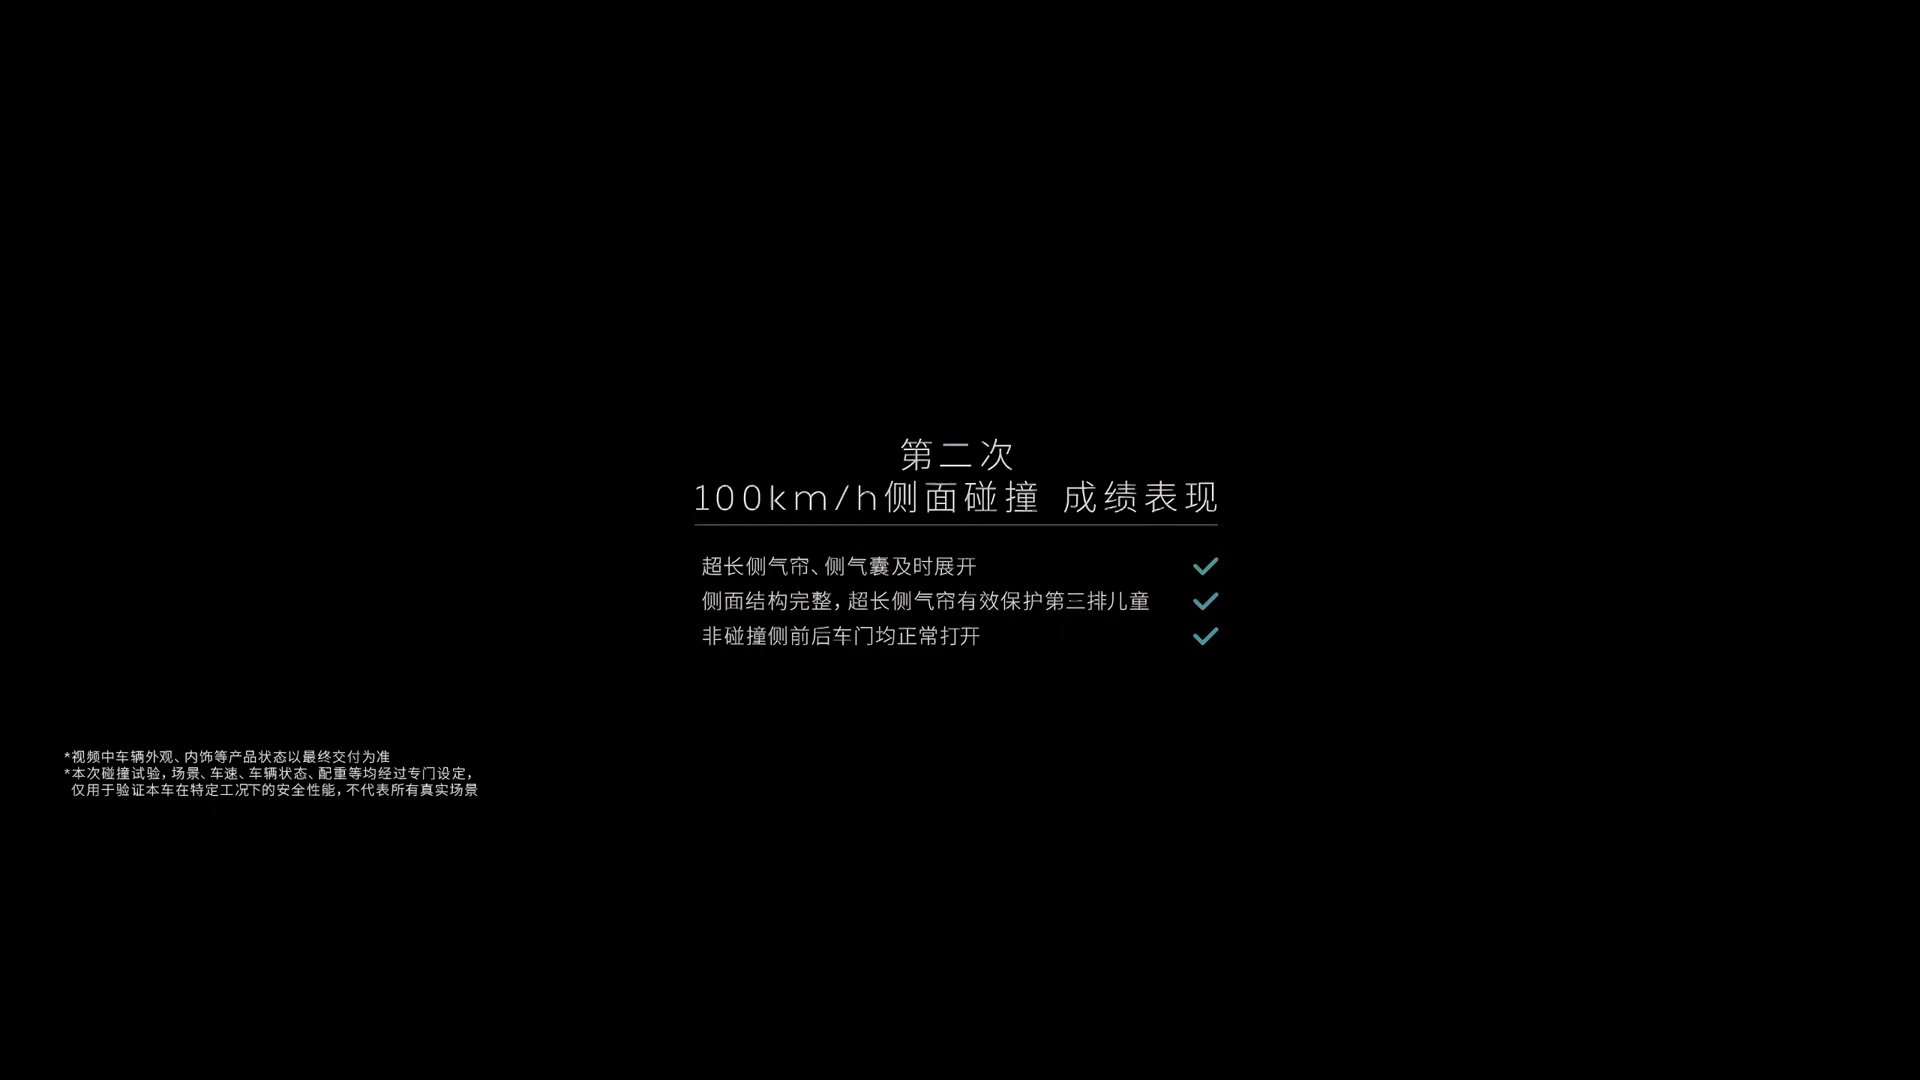 第二次
100km/h侧面碰撞 成绩表现
超长侧气帘、侧气囊及时展开
侧面结构完整，超长侧气帘有效保护第三排儿童
非碰撞侧前后车门均正常打开
*视频中车辆外观、内饰等产品状态以最终交付为准
*本次碰撞试验，场景、车速、车辆状态、配重等均经过专门设定，
仅用于验证本车在特定工况下的安全性能，不代表所有真实场景